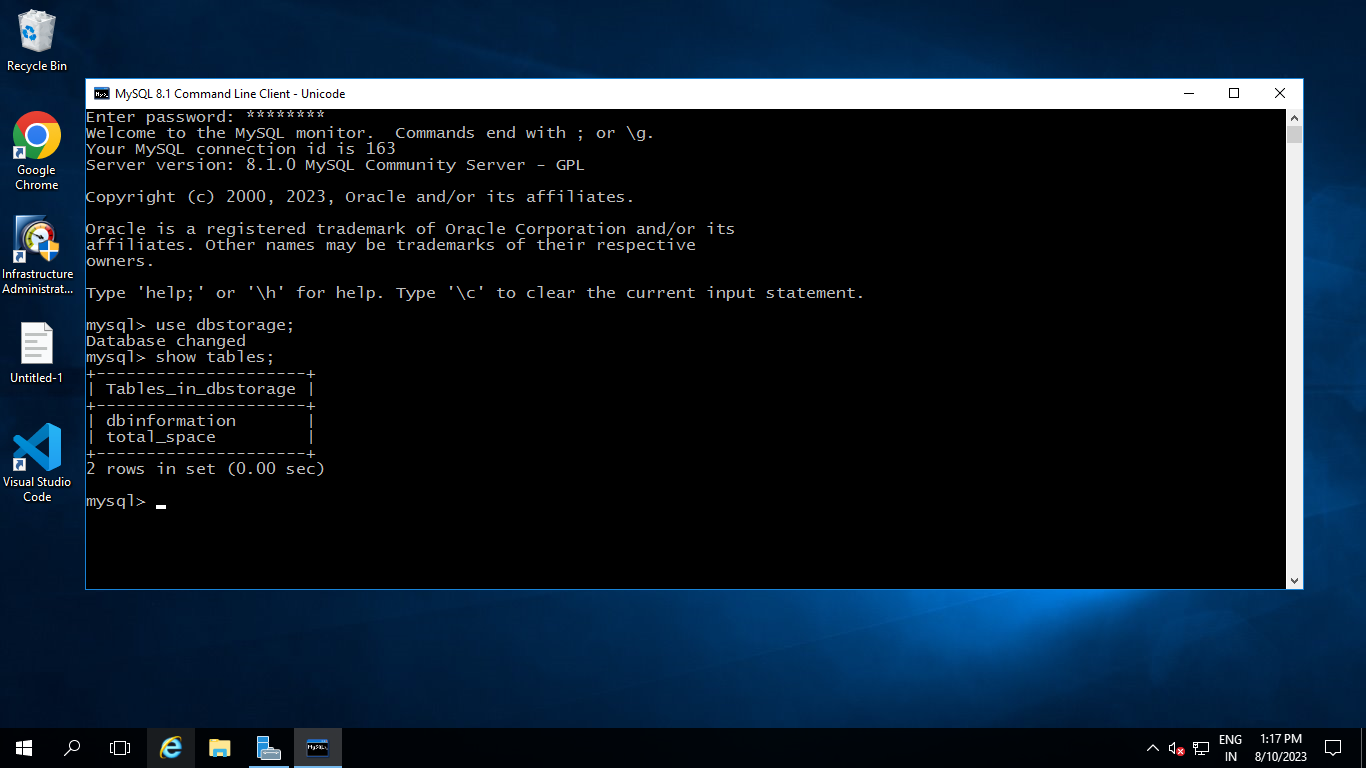 Recycle Bin
Google
Chrome
Infrastructure
Administrat...
Untitled-1
Visual Studio
Code
MySQL 8.1 Command Line Client - Unicode
Enter password: ********
Welcome to the MySQL monitor.  Commands end with ; or \g.
Your MySQL connection id is 163
Server version: 8.1.0 MySQL Community Server - GPL
Copyright (c) 2000, 2023, Oracle and/or its affiliates.
Oracle is a registered trademark of Oracle Corporation and/or its
affiliates. Other names may be trademarks of their respective
owners.
Type 'help;' or '\h' for help. Type '\c' to clear the current input statement.
mysql> use dbstorage;
Database changed
mysql> show tables;
+---------------------+
| Tables_in_dbstorage |
+---------------------+
| dbinformation       |
| total_space         |
+---------------------+
2 rows in set (0.00 sec)
mysql>
ENG
IN
1:17 PM
8/10/2023